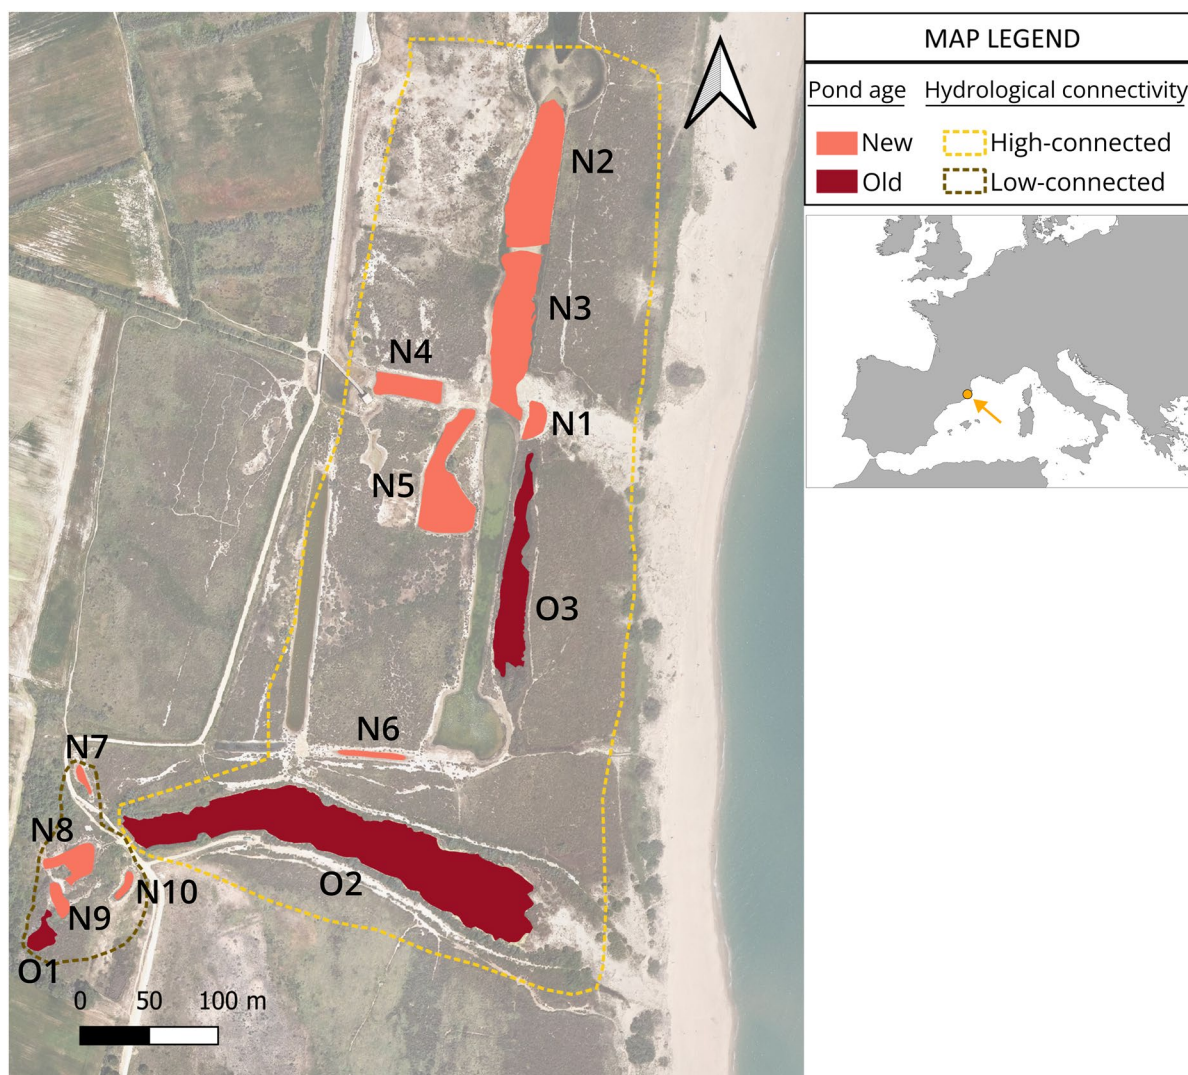 MAP LEGEND
Pond age Hydrological connectivity
New High-connected
Old Low-connected
N2
N3
N4
N1
N5
O3
N6
N7
N8
O2
N10
N9
O1
0 50 100 m